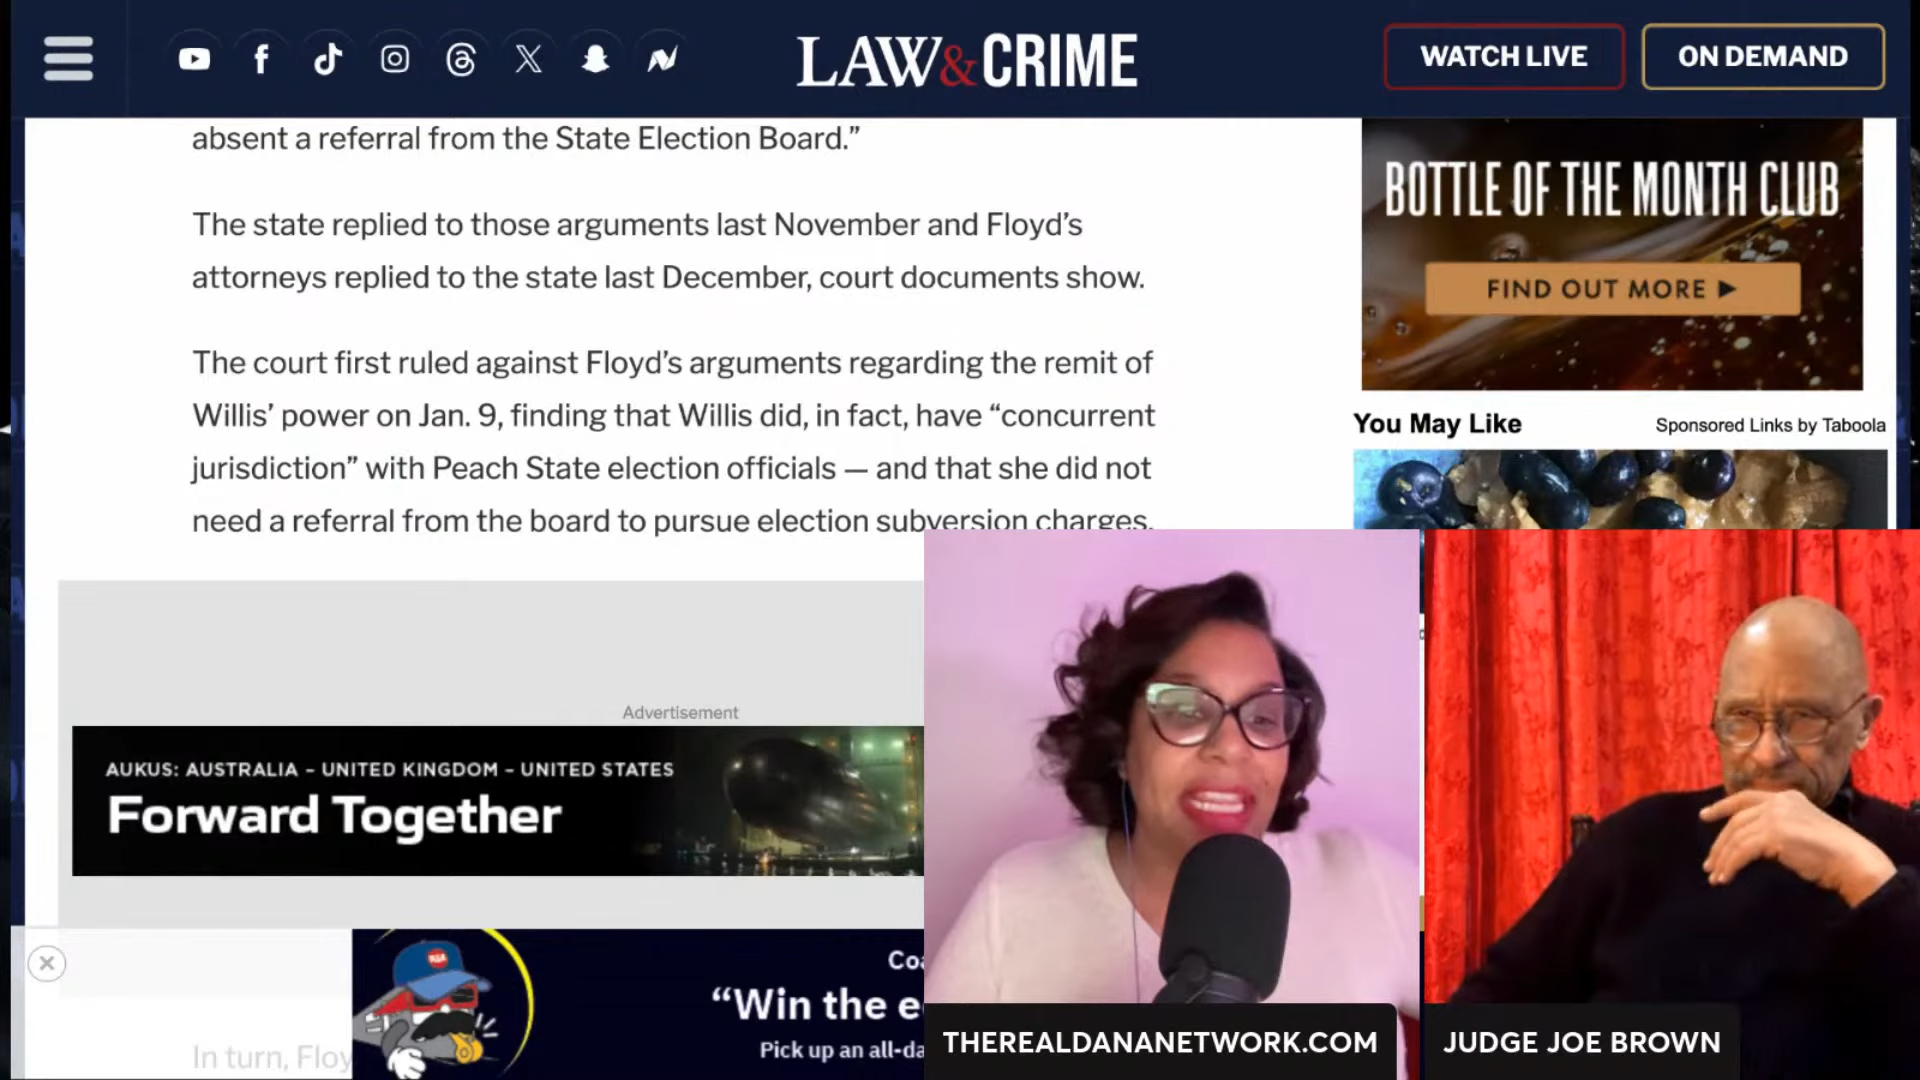 LAW&CRIME
WATCH LIVE
ON DEMAND
absent a referral from the State Election Board.”
The state replied to those arguments last November and Floyd’s
attorneys replied to the state last December, court documents show.
The court first ruled against Floyd’s arguments regarding the remit of
Willis’ power on Jan. 9, finding that Willis did, in fact, have “concurrent
jurisdiction” with Peach State election officials — and that she did not
need a referral from the board to pursue election subversion charges.
BOTTLE OF THE MONTH CLUB
FIND OUT MORE ▶
You May Like
Sponsored Links by Taboola
Advertisement
AUKUS: AUSTRALIA – UNITED KINGDOM – UNITED STATES
Forward Together
“Win the
Pick up an
In turn,
THEREALDANANETWORK.COM
JUDGE JOE BROWN